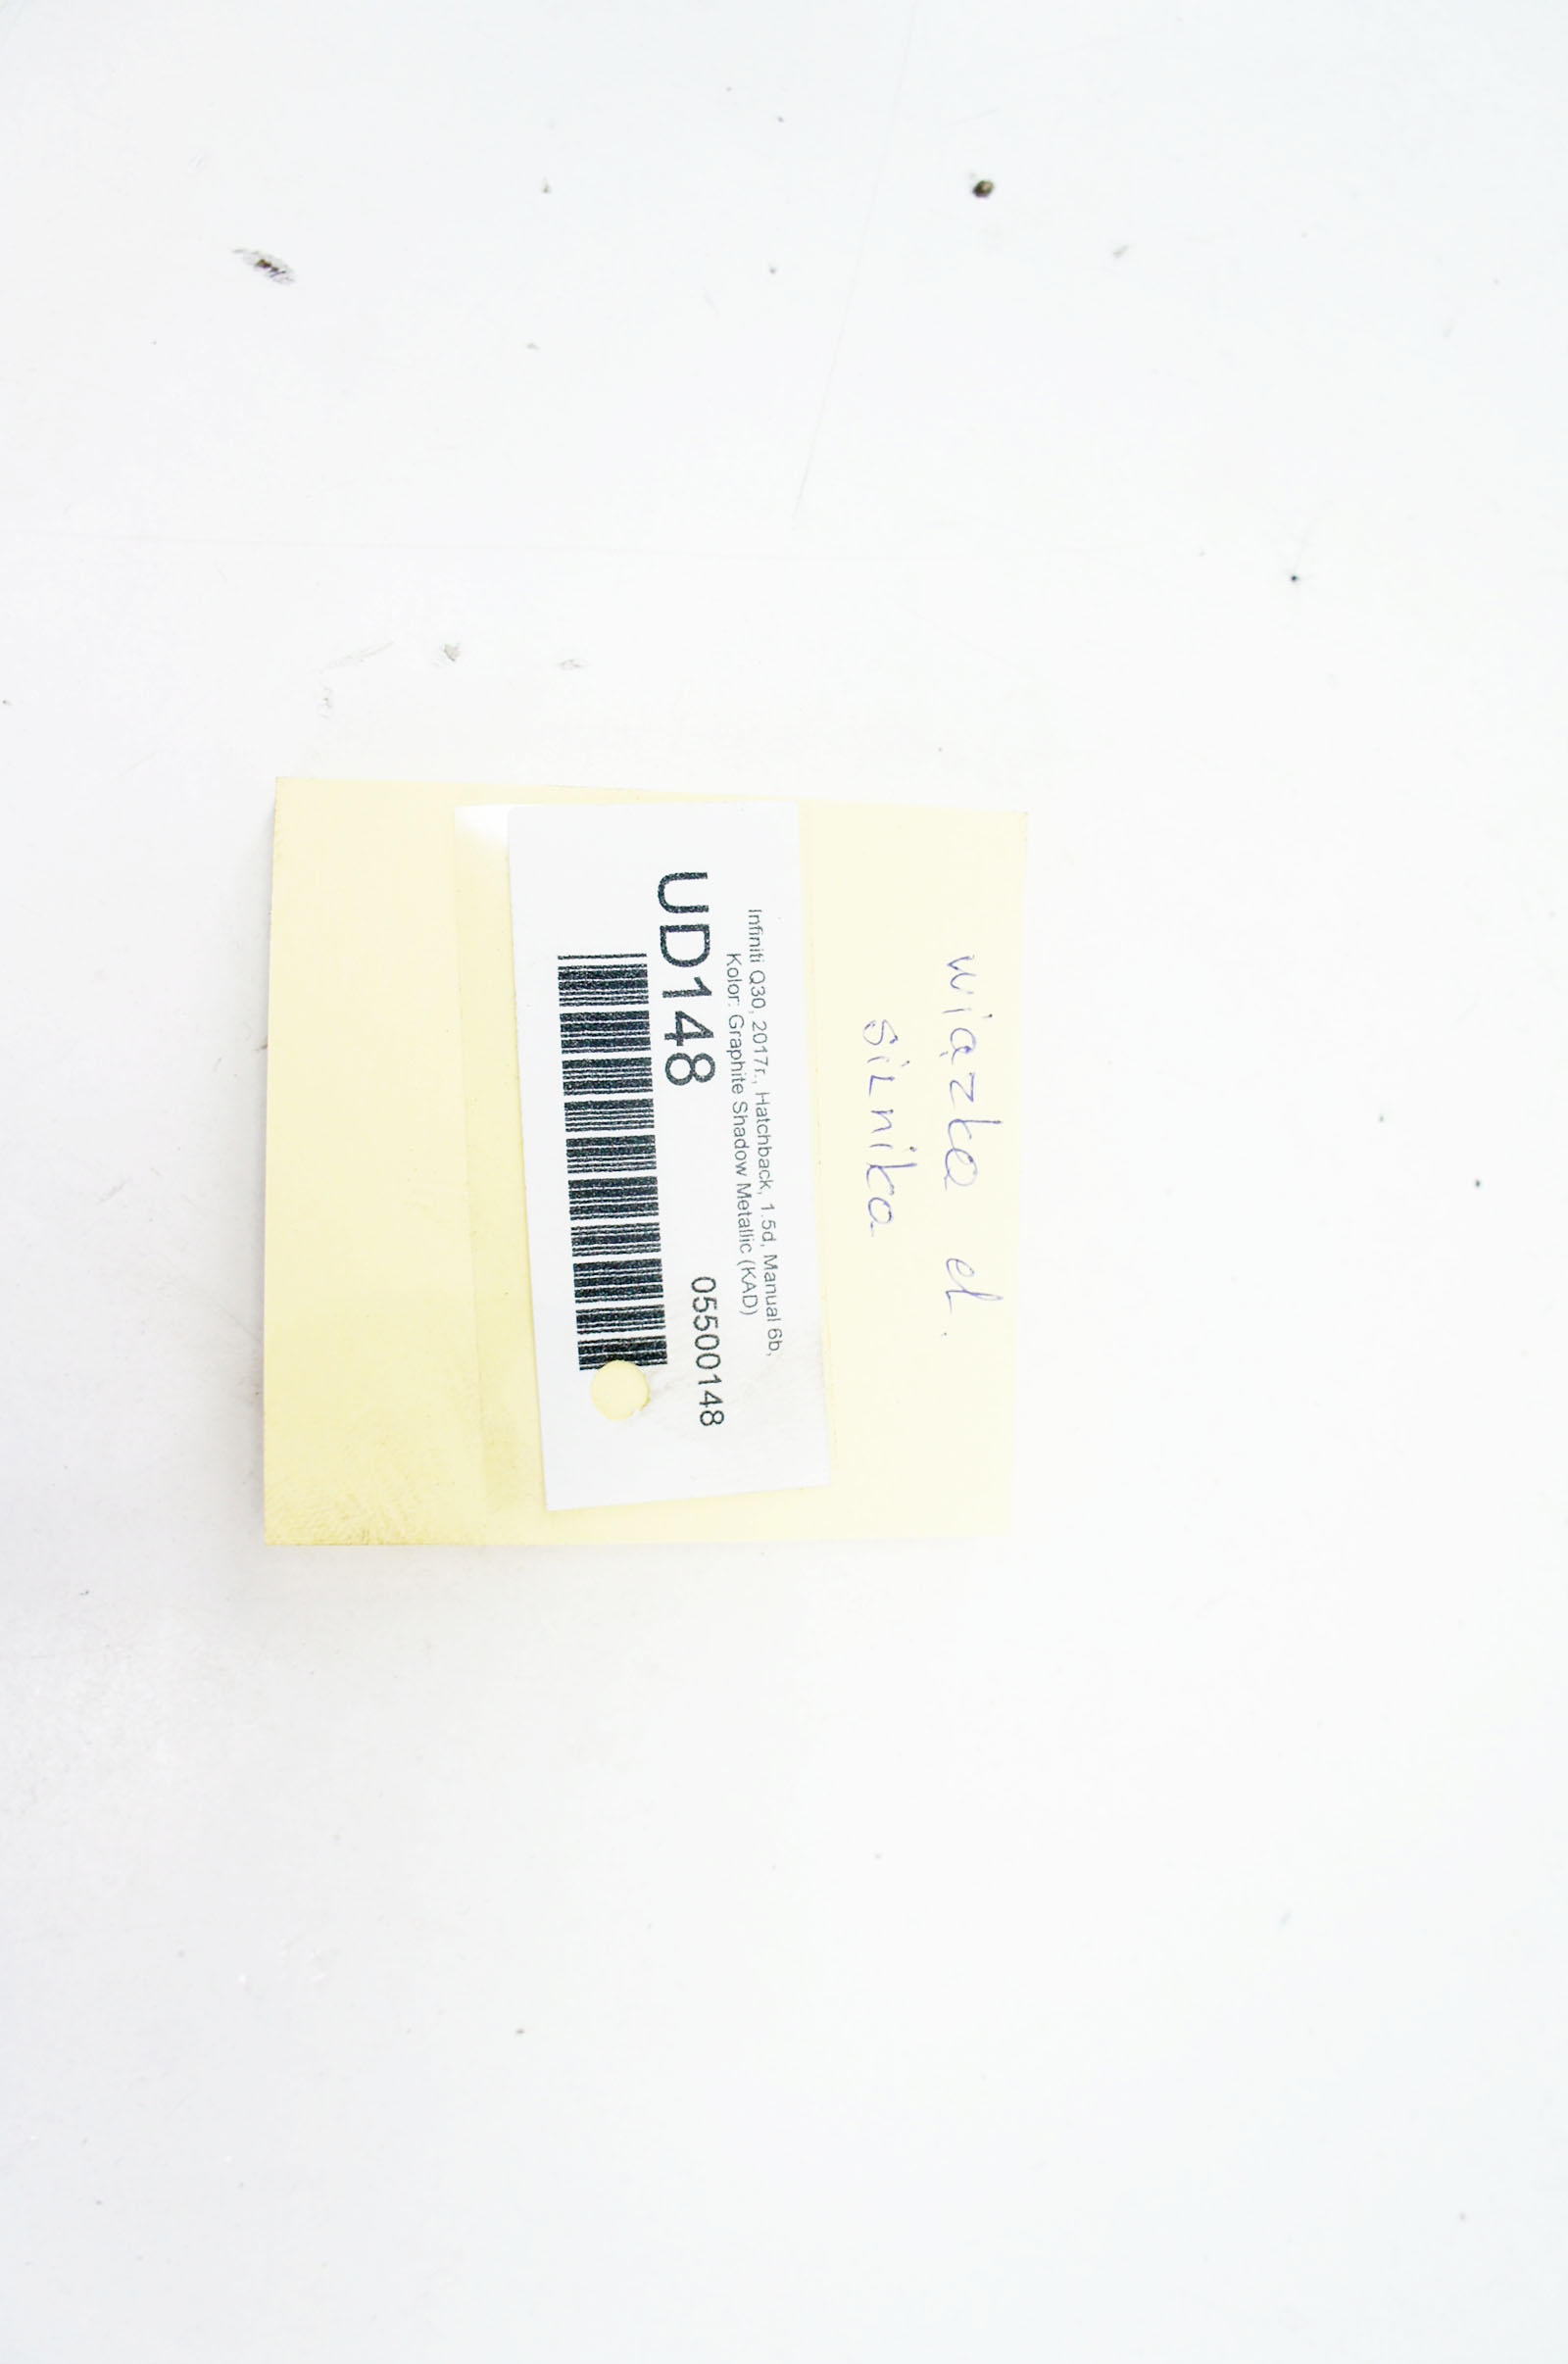 wiązka el.
silnika
Infiniti Q30, 2017r., Hatchback, 1.5d, Manual 6b,
Kolor: Graphite Shadow Metallic (KAD)
UD148
05500148